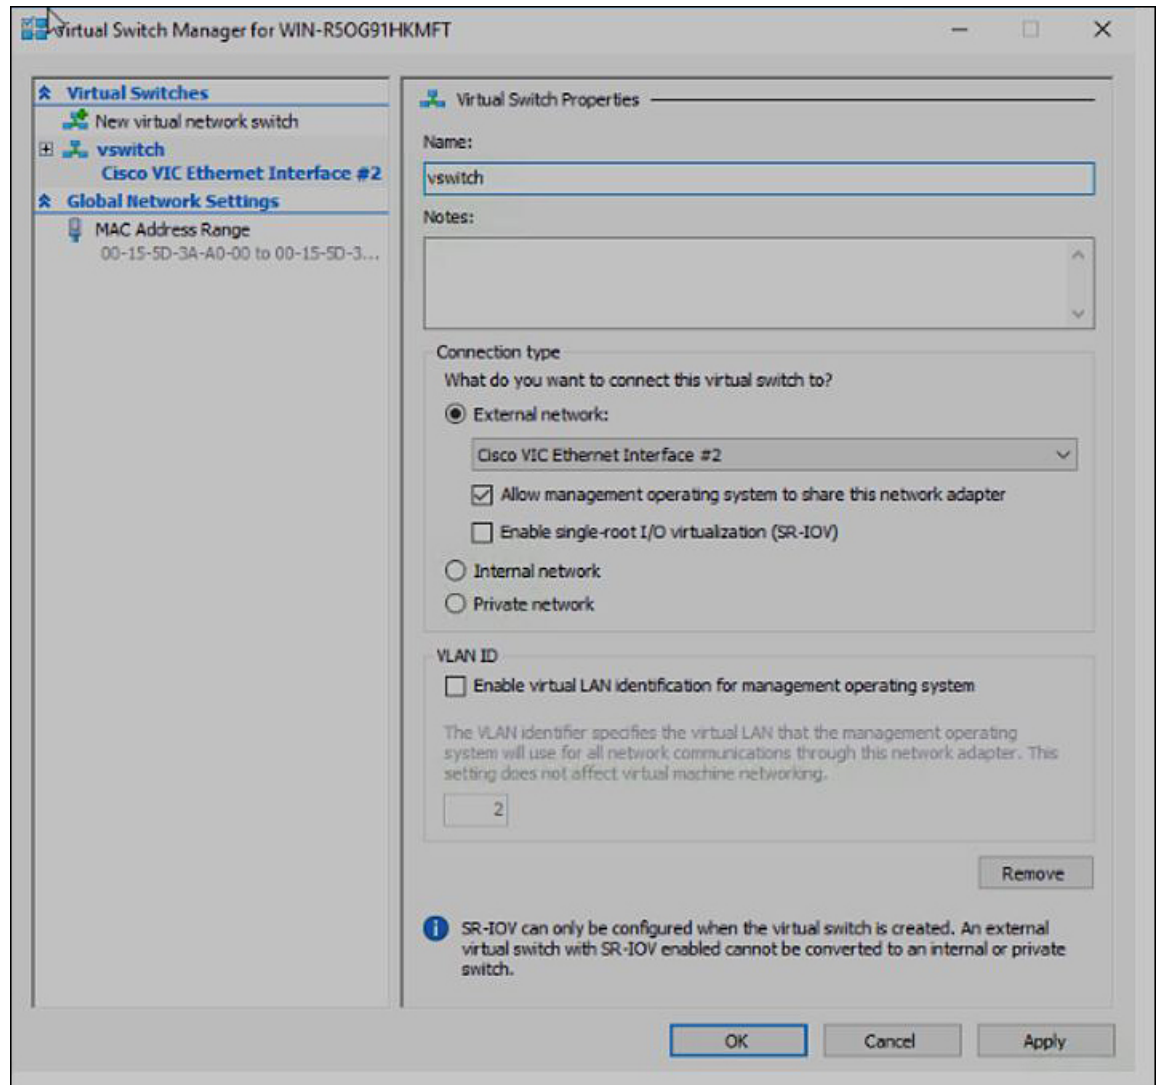 Virtual Switch Manager for WIN-R5OG91HKMFT
Virtual Switches
New virtual network switch
vswitch
Cisco VIC Ethernet Interface #2
Global Network Settings
MAC Address Range
00-15-5D-3A-A0-00 to 00-15-5D-3...
Virtual Switch Properties
Name:
vswitch
Notes:
Connection type
What do you want to connect this virtual switch to?
External network:
Cisco VIC Ethernet Interface #2
Allow management operating system to share this network adapter
Enable single-root I/O virtualization (SR-IOV)
Internal network
Private network
VLAN ID
Enable virtual LAN identification for management operating system
The VLAN identifier specifies the virtual LAN that the management operating
system will use for all network communications through this network adapter. This
setting does not affect virtual machine networking.
2
Remove
SR-IOV can only be configured when the virtual switch is created. An external
virtual switch with SR-IOV enabled cannot be converted to an internal or private
switch.
OK
Cancel
Apply